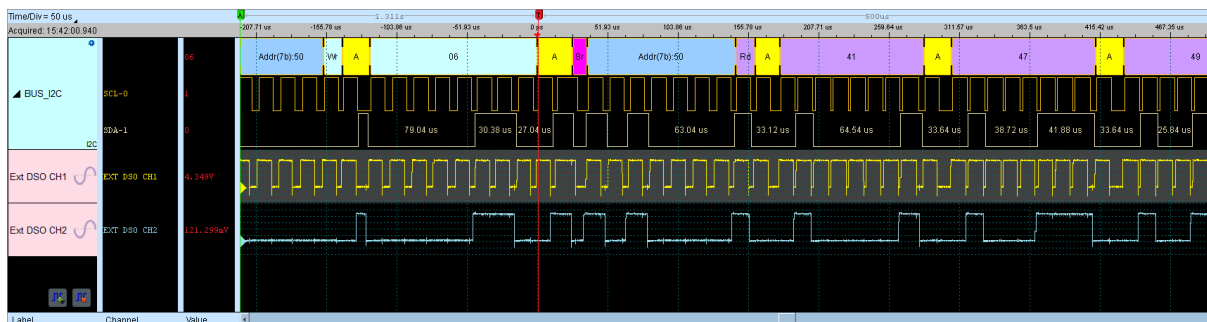 Time/Div= 50 us
1.311s
500us
Acquired: 15:42:00.940
-207.71 us -155.78 us -103.86 us -51.93 us 0 ps 51.93 us 103.86 us 155.78 us 207.71 us 259.64 us 311.57 us 363.5 us 415.42 us 467.35 us
BUS_I2C
I2C
06
Addr(7b):50 Wr A 06 A Sr Addr(7b):50 Rd A 41 A 47 A 49
SCL-0 1
SDA-1 0
79.04 us 30.38 us 27.04 us 63.04 us 33.12 us 64.54 us 33.64 us 38.72 us 41.88 us 33.64 us 25.84 us
Ext DSO CH1 EXT DSO CH1 4.349V
Ext DSO CH2 EXT DSO CH2 121.299mV
Label Channel Value